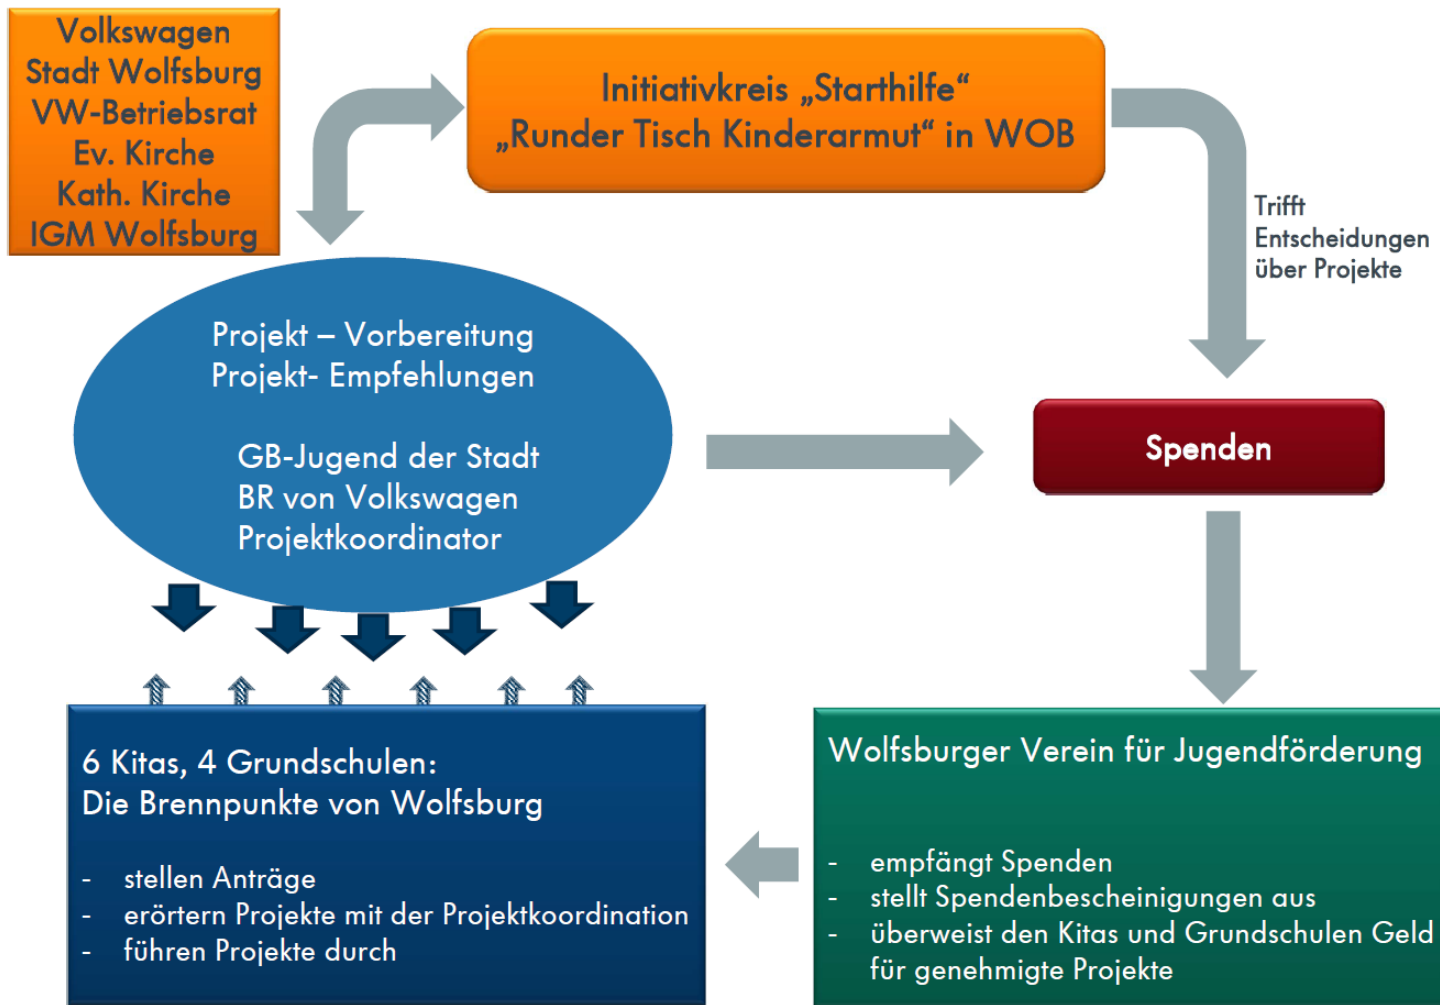 Volkswagen
Stadt Wolfsburg
VW-Betriebsrat
Ev. Kirche
Kath. Kirche
IGM Wolfsburg
Initiativkreis „Starthilfe“
„Runder Tisch Kinderarmut“ in WOB
Trifft
Entscheidungen
über Projekte
Projekt – Vorbereitung
Projekt- Empfehlungen
GB-Jugend der Stadt
BR von Volkswagen
Projektkoordinator
Spenden
6 Kitas, 4 Grundschulen:
Die Brennpunkte von Wolfsburg
- stellen Anträge
- erörtern Projekte mit der Projektkoordination
- führen Projekte durch
Wolfsburger Verein für Jugendförderung
- empfängt Spenden
- stellt Spendenbescheinigungen aus
- überweist den Kitas und Grundschulen Geld
für genehmigte Projekte